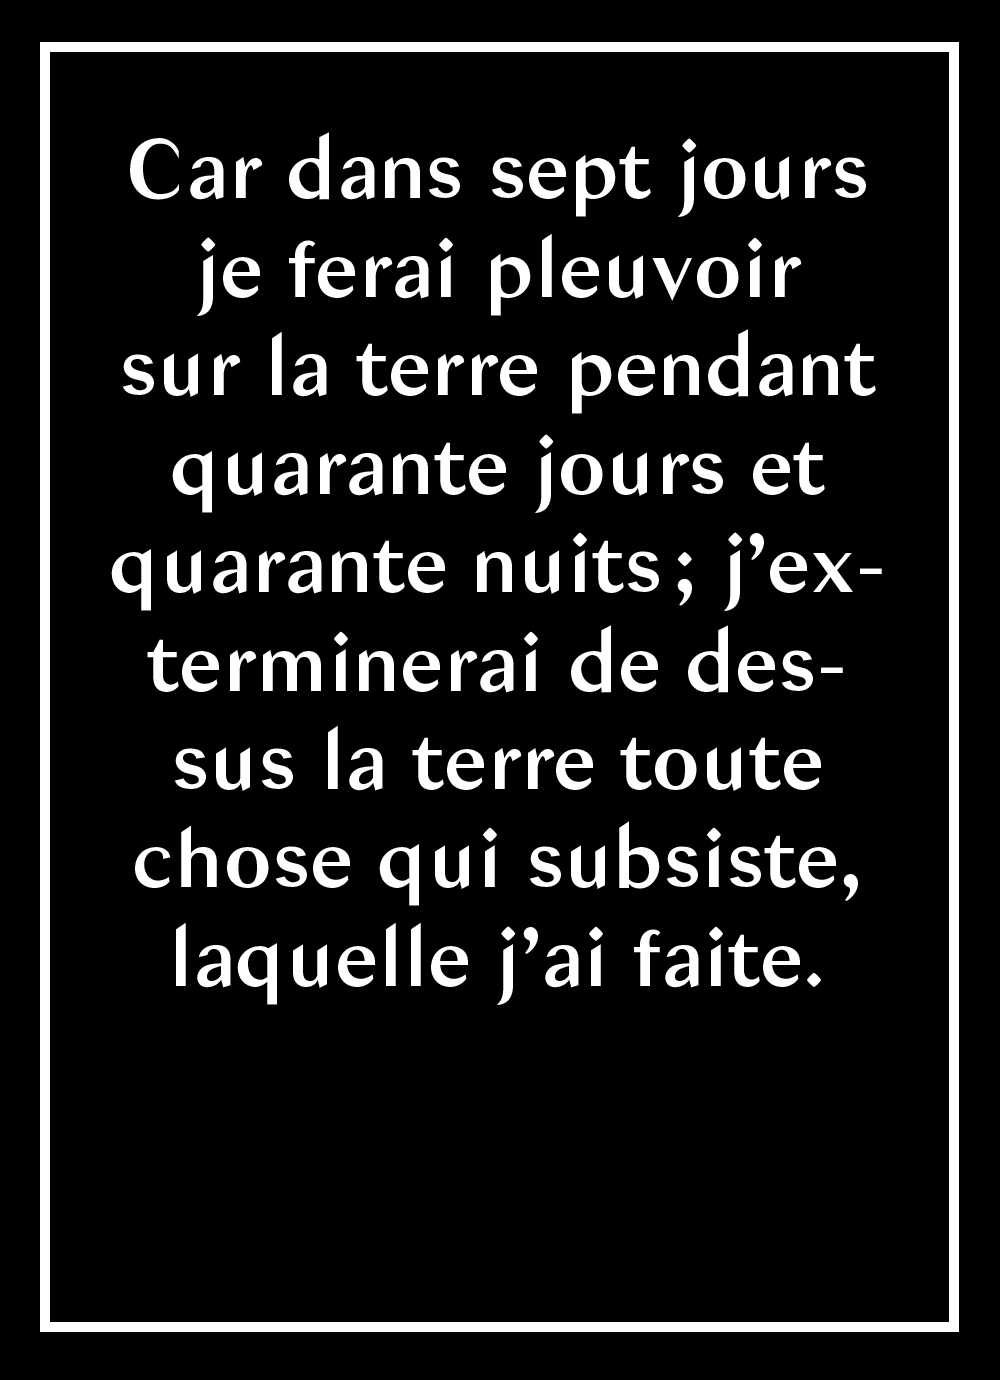 Car dans sept jours
je ferai pleuvoir
sur la terre pendant
quarante jours et
quarante nuits ; j’ex-
terminerai de des-
sus la terre toute
chose qui subsiste,
laquelle j’ai faite.